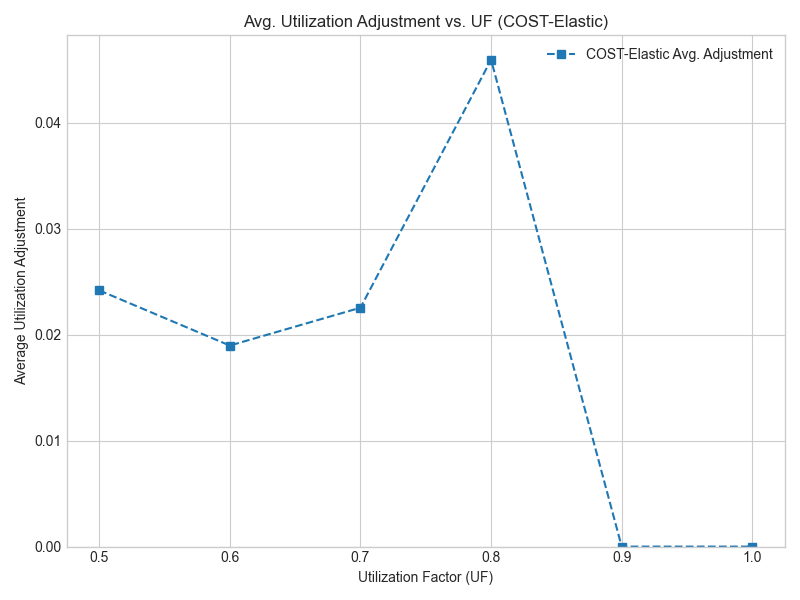 Avg. Utilization Adjustment vs. UF (COST-Elastic)
COST-Elastic Avg. Adjustment
Average Utilization Adjustment
0.04
0.03
0.02
0.01
0.00
0.5 0.6 0.7 0.8 0.9 1.0
Utilization Factor (UF)